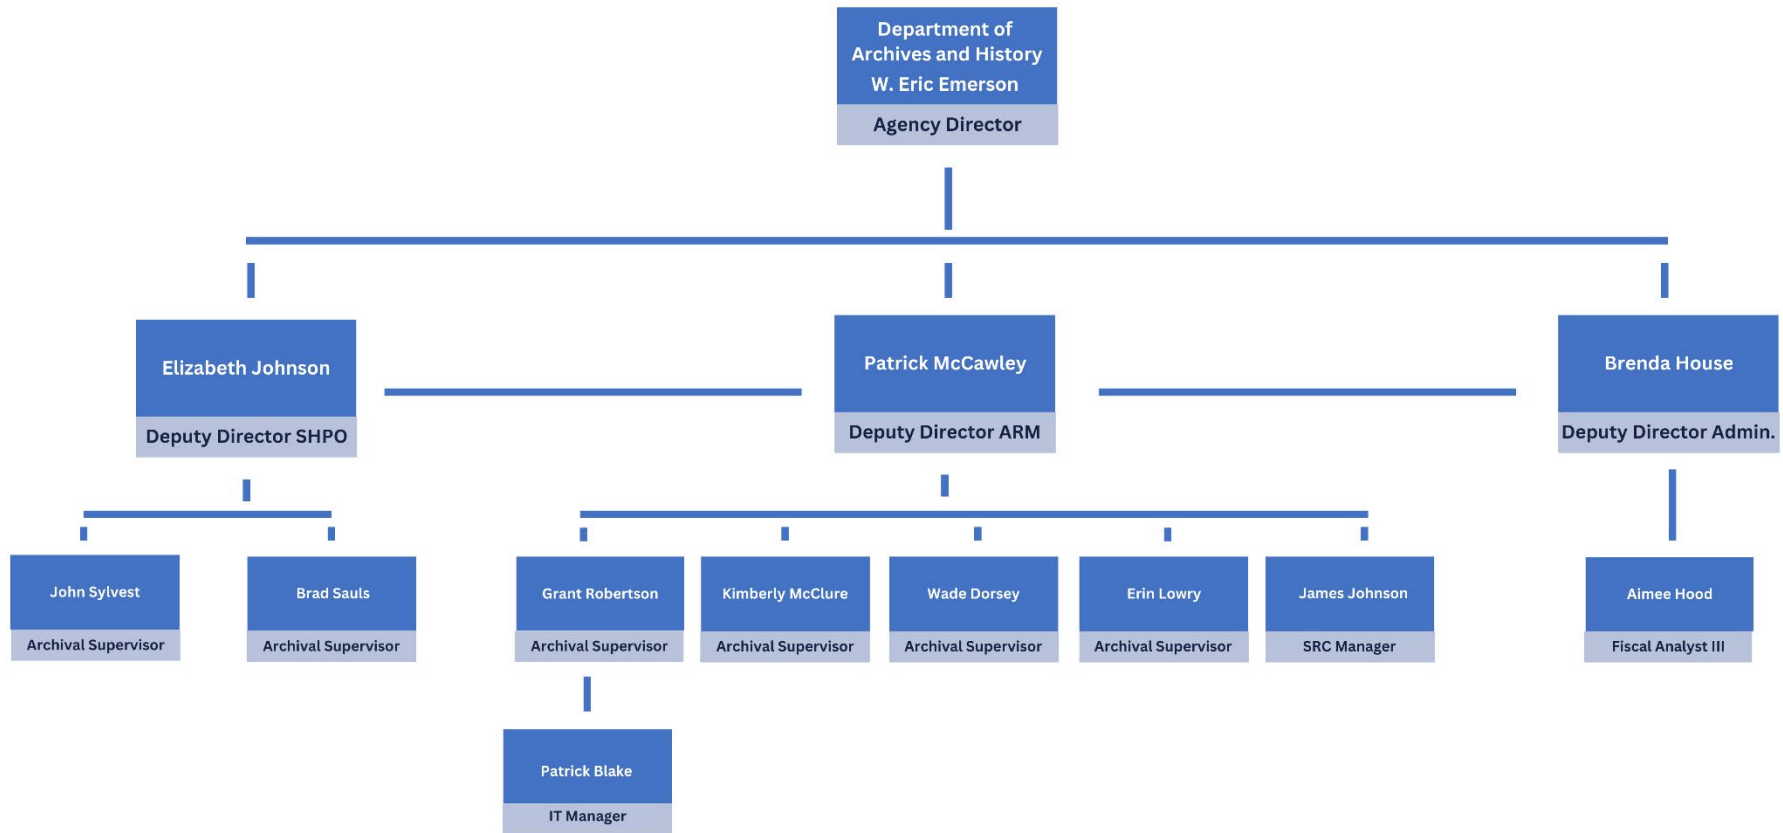 Department of
Archives and History
W. Eric Emerson
Agency Director
Elizabeth Johnson
Deputy Director SHPO
Patrick McCawley
Deputy Director ARM
Brenda House
Deputy Director Admin.
John Sylvest
Archival Supervisor
Brad Sauls
Archival Supervisor
Grant Robertson
Archival Supervisor
Kimberly McClure
Archival Supervisor
Wade Dorsey
Archival Supervisor
Erin Lowry
Archival Supervisor
James Johnson
SRC Manager
Aimee Hood
Fiscal Analyst III
Patrick Blake
IT Manager